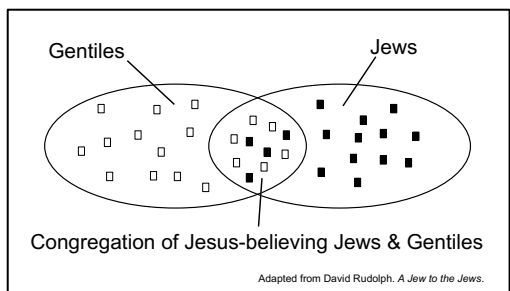 Gentiles
Jews
Congregation of Jesus-believing Jews & Gentiles
Adapted from David Rudolph. A Jew to the Jews.